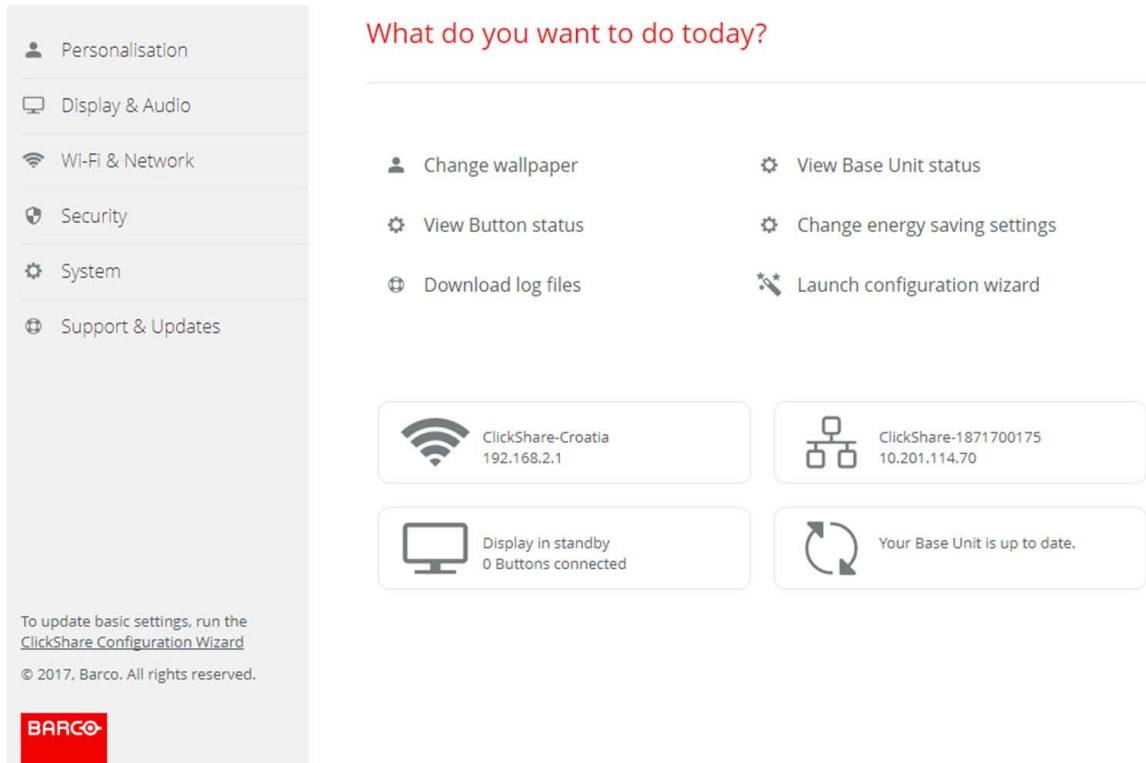 Personalisation
Display & Audio
Wi-Fi & Network
Security
System
Support & Updates
To update basic settings, run the
ClickShare Configuration Wizard
© 2017, Barco. All rights reserved.
BARCO
What do you want to do today?
Change wallpaper
View Base Unit status
View Button status
Change energy saving settings
Download log files
Launch configuration wizard
ClickShare-Croatia
192.168.2.1
ClickShare-1871700175
10.201.114.70
Display in standby
0 Buttons connected
Your Base Unit is up to date.